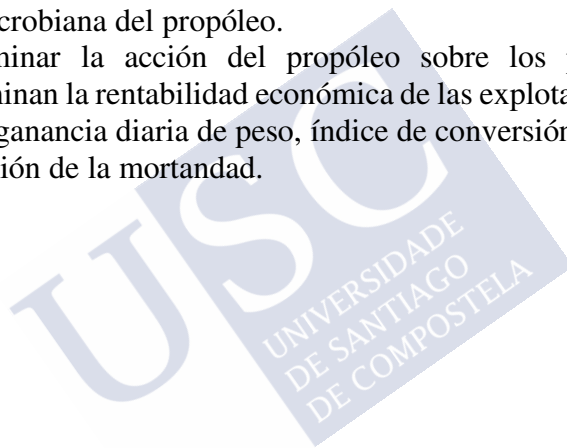 crobiana del propóleo.
minar la acción del propóleo sobre los
minan la rentabilidad económica de las explota
ganancia diaria de peso, índice de conversión
ción de la mortandad.
USC
UNIVERSIDADE
DE SANTIAGO
DE COMPOSTELA